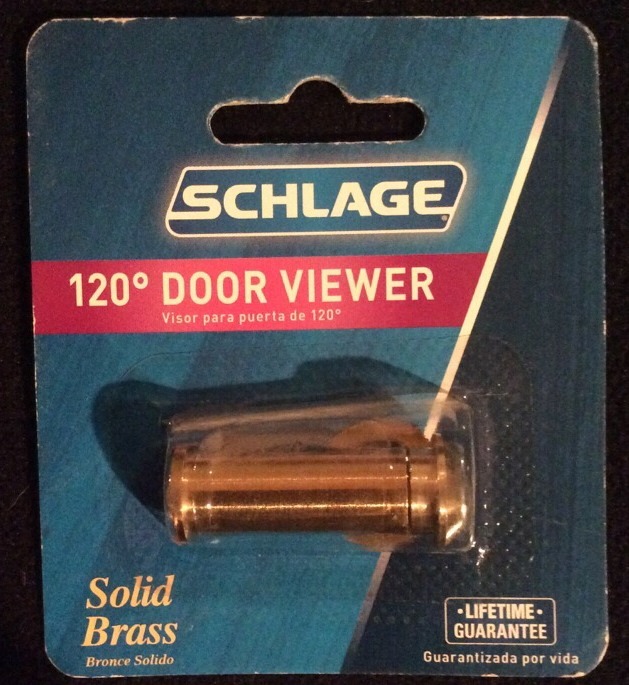 SCHLAGE
120° DOOR VIEWER
Visor para puerta de 120°
Solid
Brass
Bronce Solido
·LIFETIME·
GUARANTEE
Guarantizada por vida